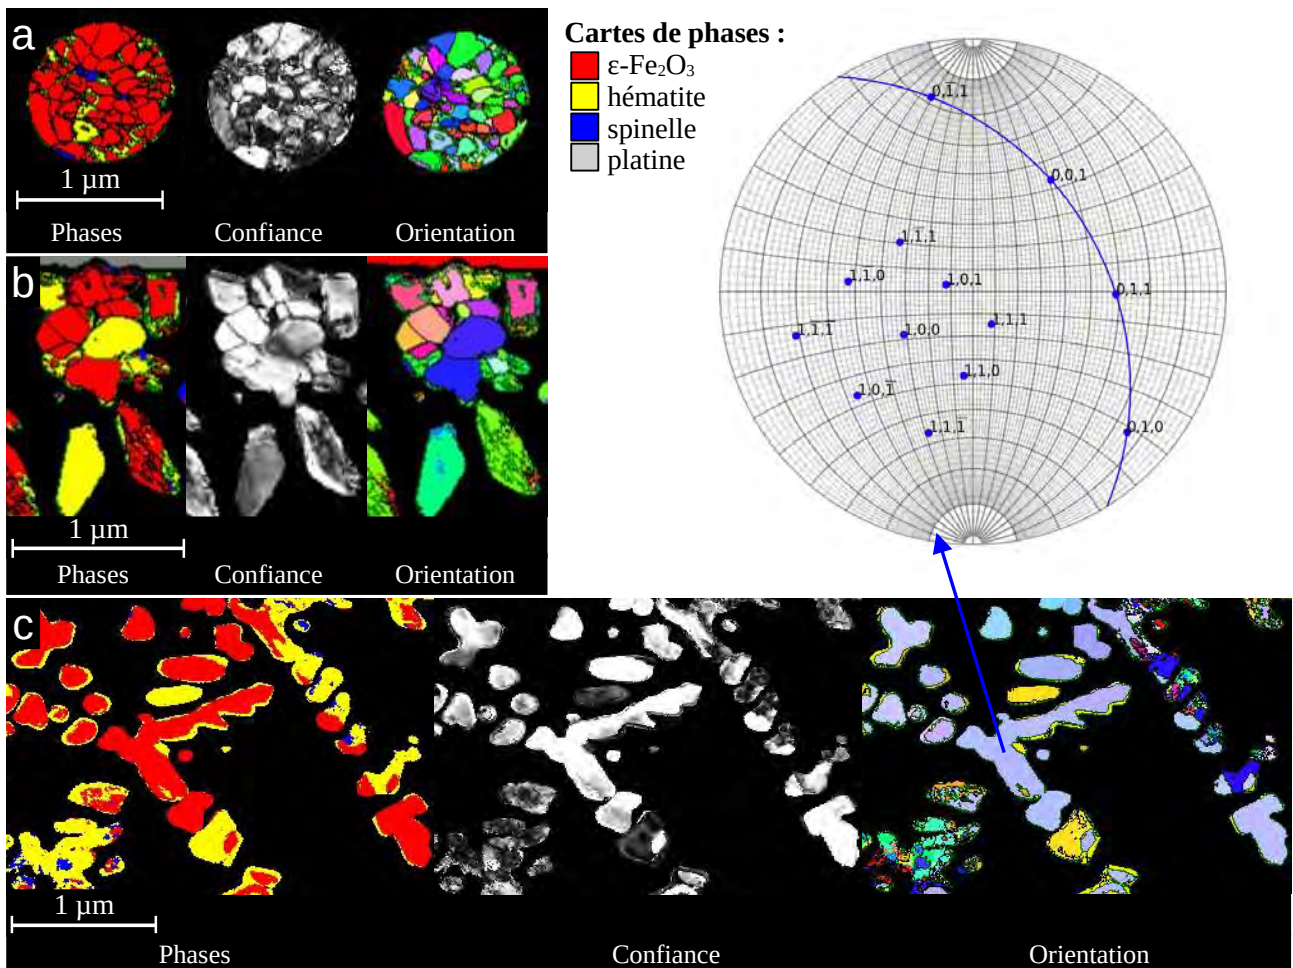 a
1 µm
Phases
Confiance
Orientation
Cartes de phases :
ε-Fe₂O₃
hématite
spinelle
platine
0,1̅,1
0,0,1
1,1̅,1
1,1̅,0
1,0,1
0,1,1
1,1̅,1̅
1,0,0
1,1,1
1,1,0
1,0,1̅
1,1,1̅
0,1,0
b
1 µm
Phases
Confiance
Orientation
c
1 µm
Phases
Confiance
Orientation